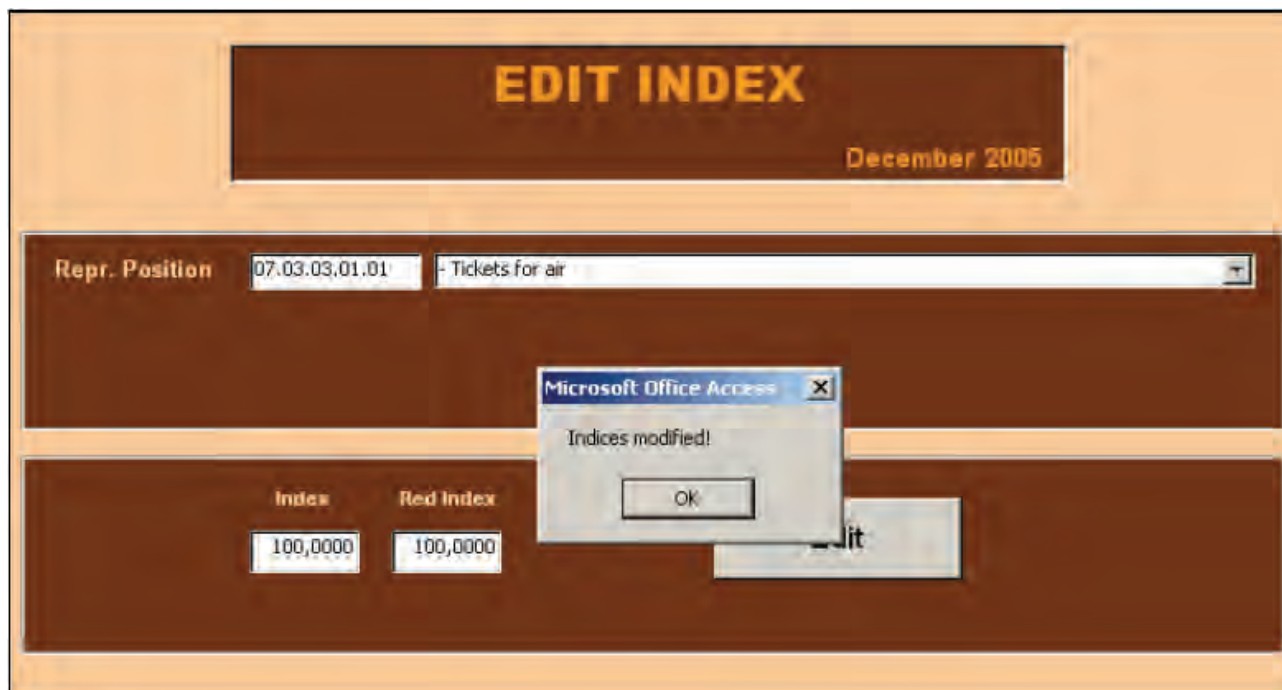 EDIT INDEX
December 2005
Repr. Position 07.03.03.01.01 - Tickets for air
Microsoft Office Access
Indices modified!
OK
Index Red Index
100,0000 100,0000